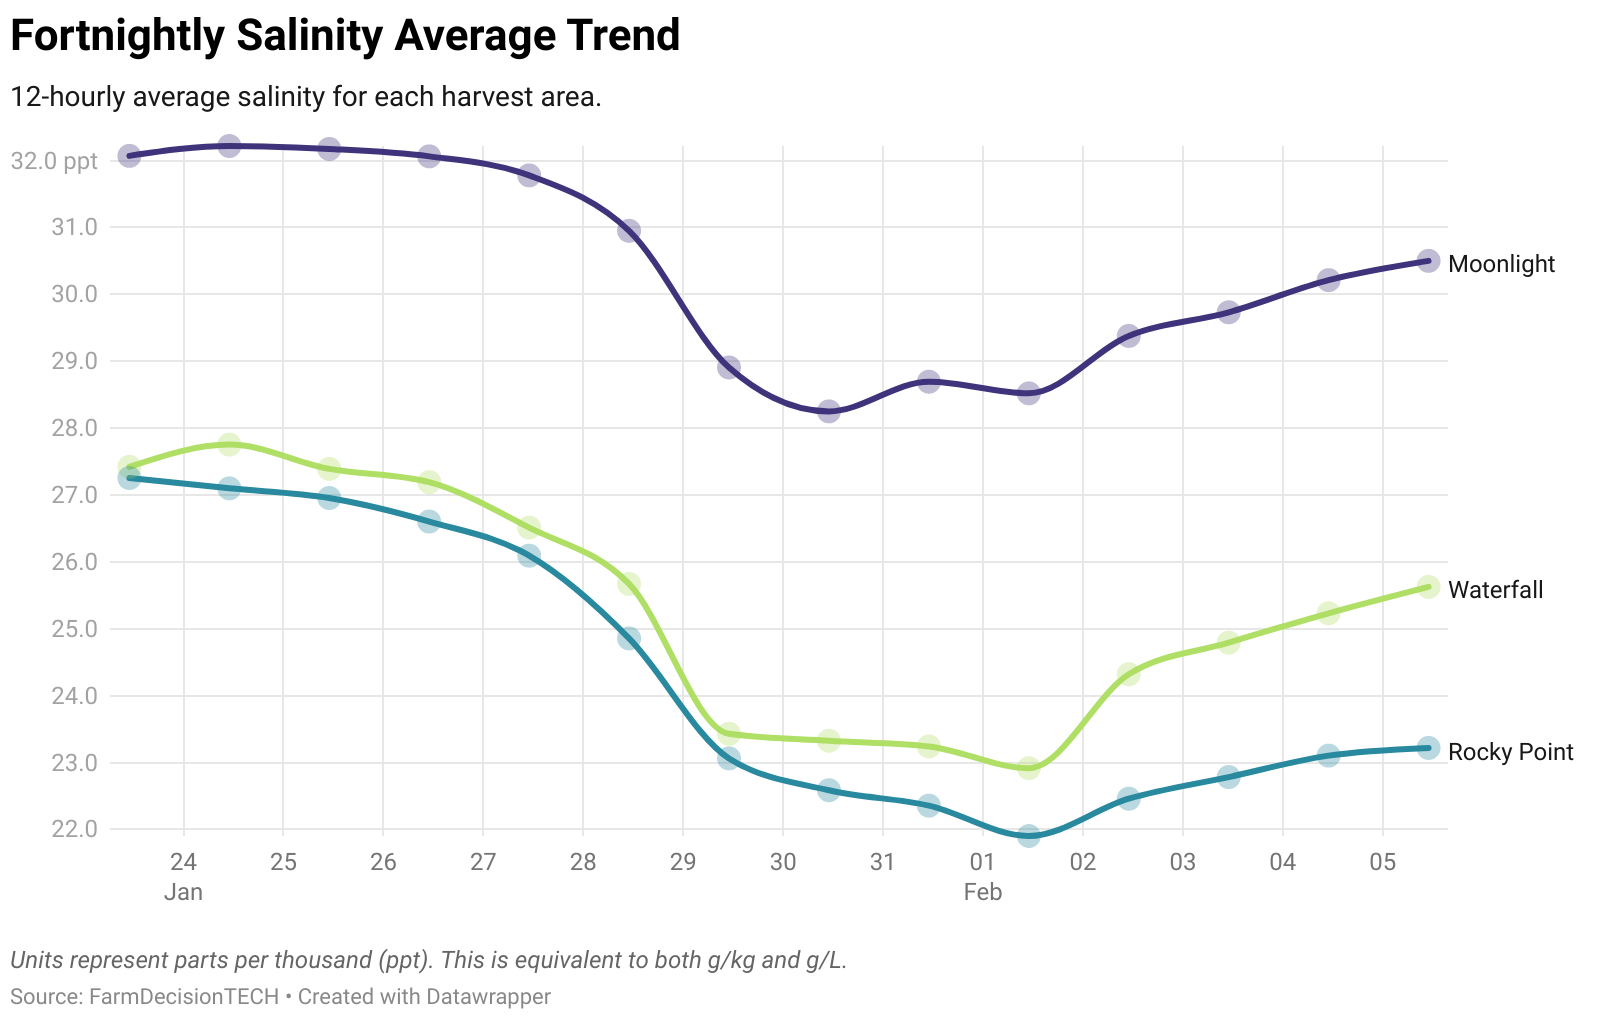 Fortnightly Salinity Average Trend
12-hourly average salinity for each harvest area.
32.0 ppt
31.0
30.0
29.0
28.0
27.0
26.0
25.0
24.0
23.0
22.0
Moonlight
Waterfall
Rocky Point
24 25 26 27 28 29 30 31 01 02 03 04 05
Jan Feb
Units represent parts per thousand (ppt). This is equivalent to both g/kg and g/L.
Source: FarmDecisionTECH • Created with Datawrapper